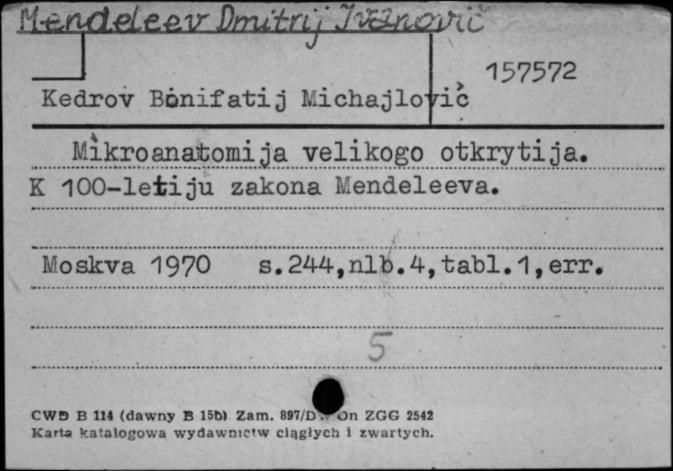 Mendeleev Dmitrij Ivanovič
157572
Kedrov Bonifatij Michajlovič
Mikroanatomija velikogo otkrytija.
K 100-letiju zakona Mendeleeva.
Moskva 1970 s.244,nlb.4,tabl.1,err.
5
CWD B 114 (dawny B 15b) Zam. 897/D On ZGG 2542
Karta katalogowa wydawnictw ciągłych i zwartych.